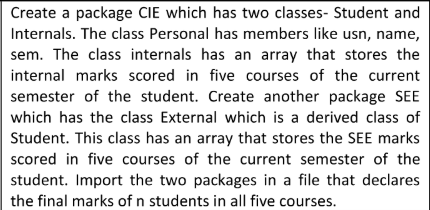 Create a package CIE which has two classes- Student and
Internals. The class Personal has members like usn, name,
sem. The class internals has an array that stores the
internal marks scored in five courses of the current
semester of the student. Create another package SEE
which has the class External which is a derived class of
Student. This class has an array that stores the SEE marks
scored in five courses of the current semester of the
student. Import the two packages in a file that declares
the final marks of n students in all five courses.